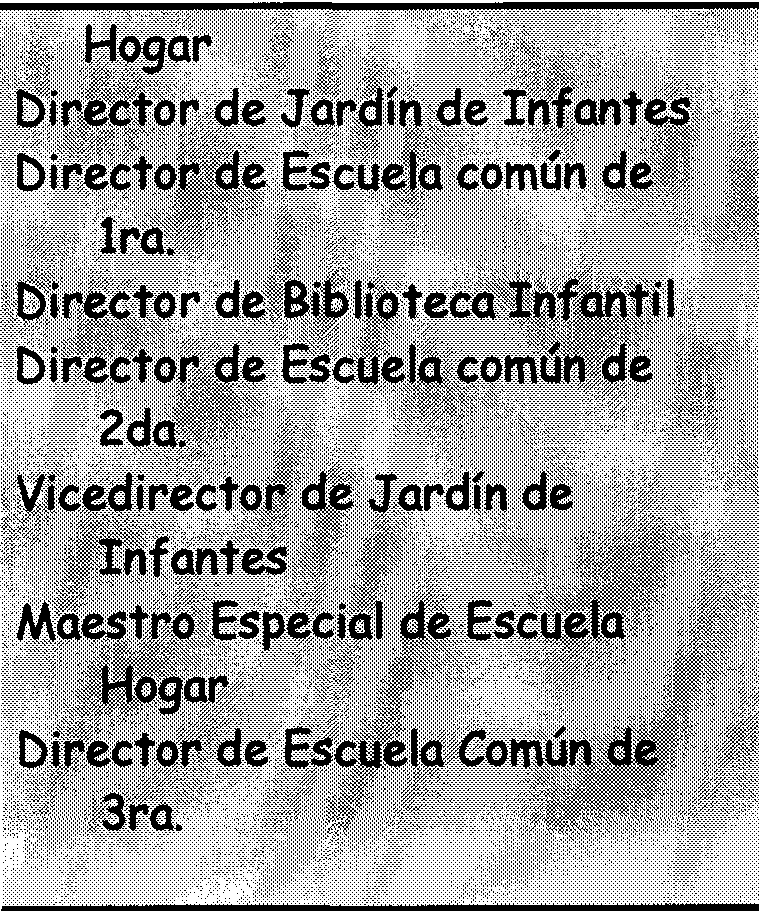 Hogar
Director de Jardín de Infantes
Director de Escuela común de
1ra.
Director de Biblioteca Infantil
Director de Escuela común de
2da.
Vicedirector de Jardín de
Infantes
Maestro Especial de Escuela
Hogar
Director de Escuela Común de
3ra.